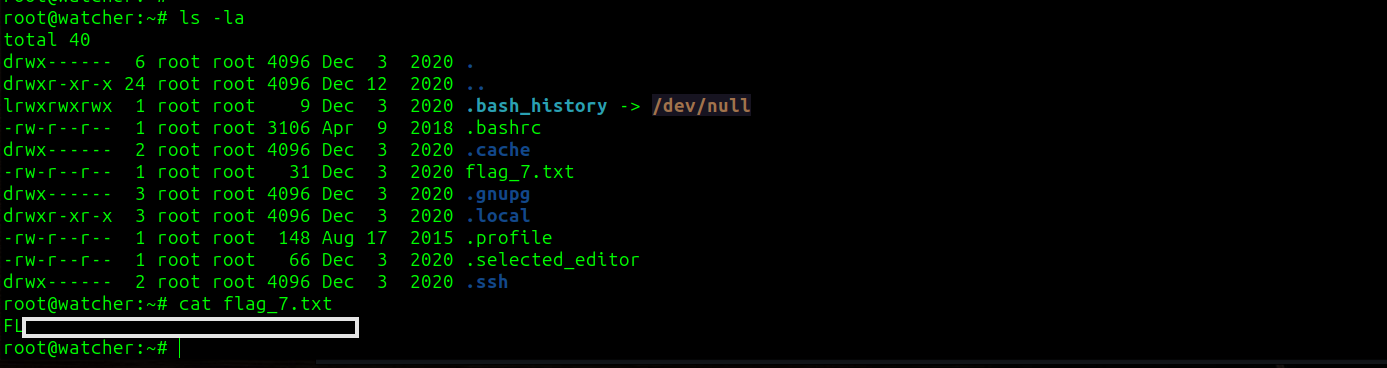 root@watcher:~# ls -la
total 40
drwx------  6 root root 4096 Dec  3  2020 .
drwxr-xr-x 24 root root 4096 Dec 12  2020 ..
lrwxrwxrwx  1 root root    9 Dec  3  2020 .bash_history -> /dev/null
-rw-r--r--  1 root root 3106 Apr  9  2018 .bashrc
drwx------  2 root root 4096 Dec  3  2020 .cache
-rw-r--r--  1 root root   31 Dec  3  2020 flag_7.txt
drwx------  3 root root 4096 Dec  3  2020 .gnupg
drwxr-xr-x  3 root root 4096 Dec  3  2020 .local
-rw-r--r--  1 root root  148 Aug 17  2015 .profile
-rw-r--r--  1 root root   66 Dec  3  2020 .selected_editor
drwx------  2 root root 4096 Dec  3  2020 .ssh
root@watcher:~# cat flag_7.txt
FL
root@watcher:~#